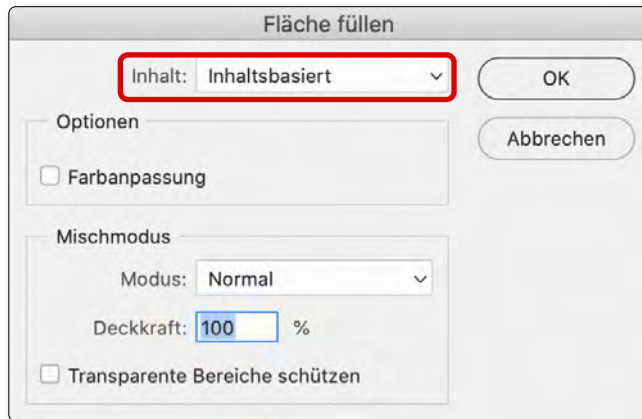 Fläche füllen
Inhalt: Inhaltsbasiert
OK
Abbrechen
Optionen
Farbanpassung
Mischmodus
Modus: Normal
Deckkraft: 100 %
Transparente Bereiche schützen